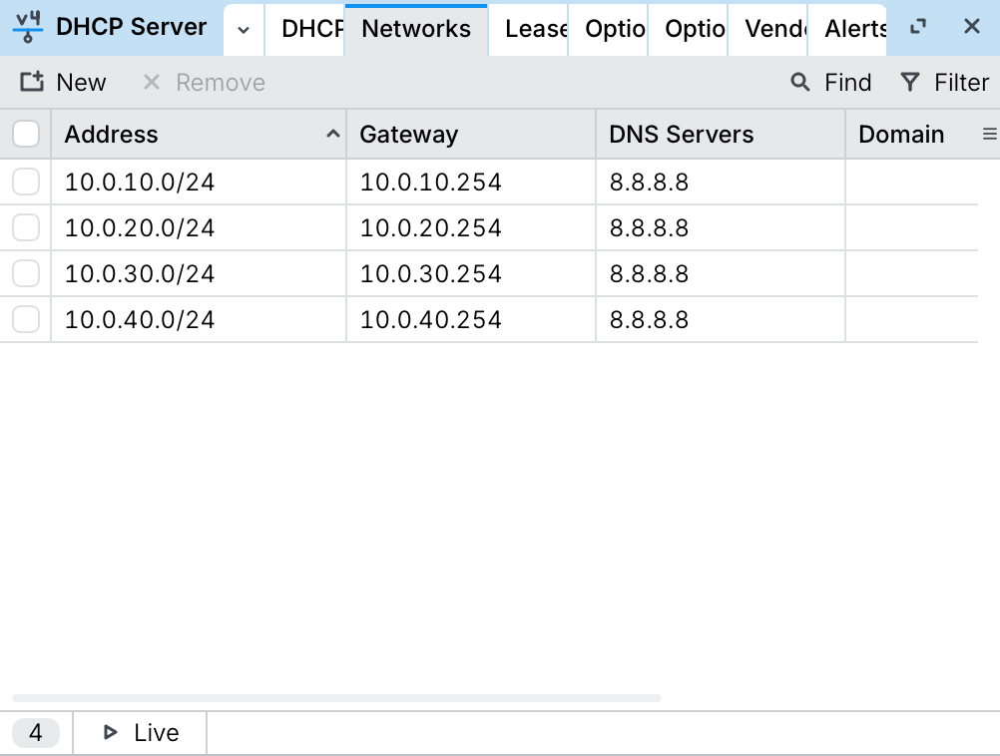 v4 DHCP Server DHCP Networks Lease Optio Optio Vend Alerts
New Remove Find Filter
Address Gateway DNS Servers Domain
10.0.10.0/24 10.0.10.254 8.8.8.8
10.0.20.0/24 10.0.20.254 8.8.8.8
10.0.30.0/24 10.0.30.254 8.8.8.8
10.0.40.0/24 10.0.40.254 8.8.8.8
4 Live